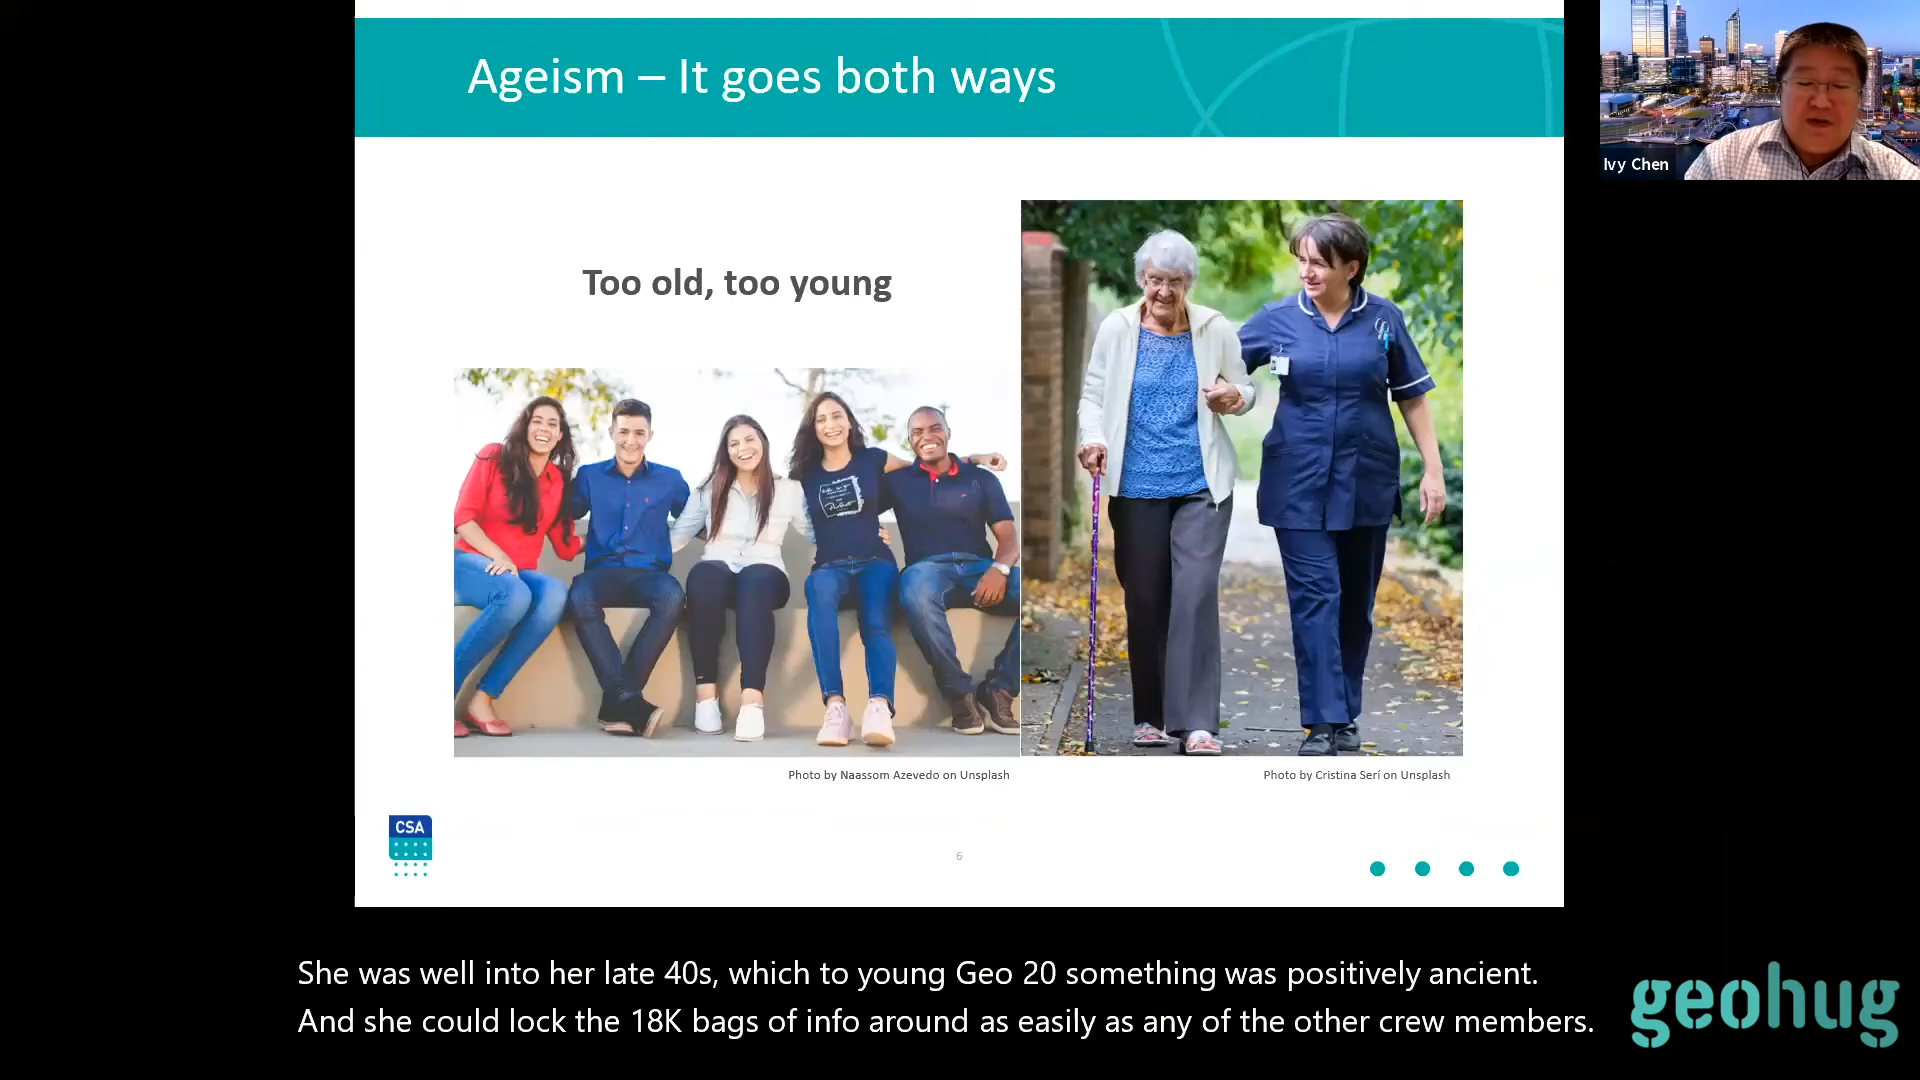 Ageism – It goes both ways
Ivy Chen
Too old, too young
Photo by Naassom Azevedo on Unsplash
Photo by Cristina Serí on Unsplash
CSA
6
She was well into her late 40s, which to young Geo 20 something was positively ancient.
And she could lock the 18K bags of info around as easily as any of the other crew members.
geohug